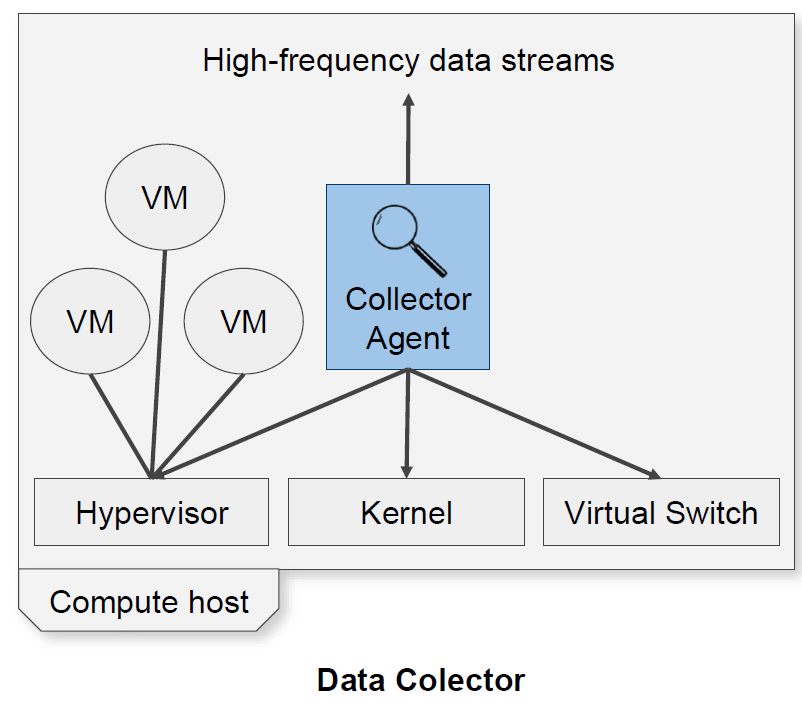 High-frequency data streams
VM
VM
VM
Collector
Agent
Hypervisor
Kernel
Virtual Switch
Compute host
Data Colector